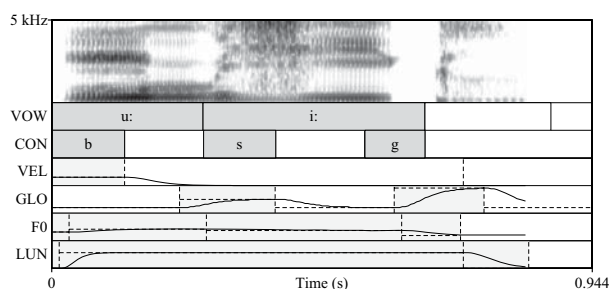 5 kHz
VOW u: i:
CON b s g
VEL
GLO
F0
LUN
0 Time (s) 0.944